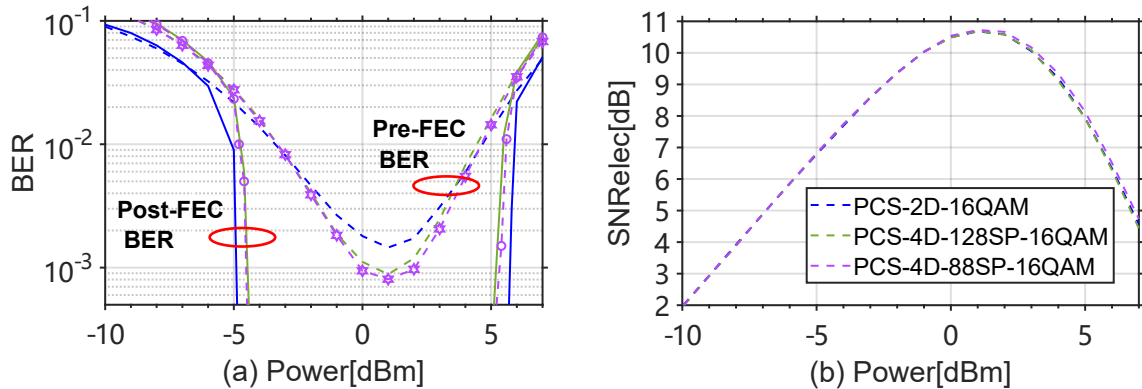 10⁻¹
10⁻²
10⁻³
BER
Pre-FEC
BER
Post-FEC
BER
-10
-5
0
5
(a) Power[dBm]
11
10
9
8
7
6
5
4
3
2
SNRelec[dB]
PCS-2D-16QAM
PCS-4D-128SP-16QAM
PCS-4D-88SP-16QAM
-10
-5
0
5
(b) Power[dBm]